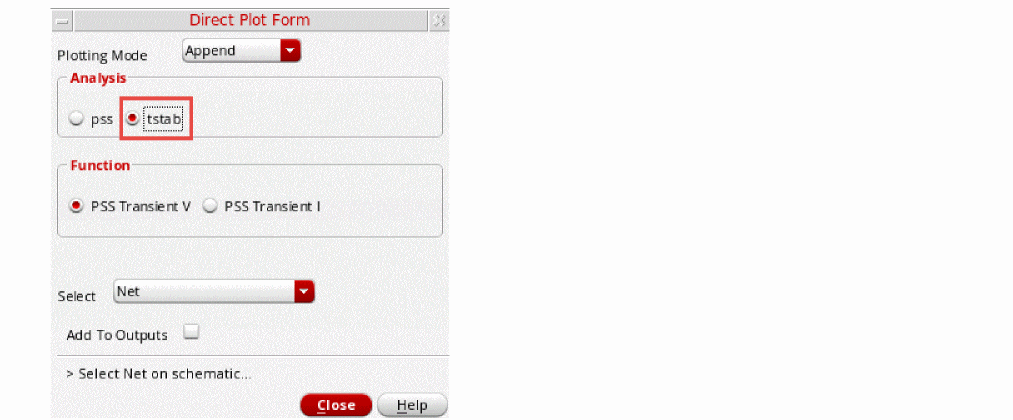 Direct Plot Form
Plotting Mode Append
Analysis
pss tstab
Function
PSS Transient V PSS Transient I
Select Net
Add To Outputs
> Select Net on schematic...
Close Help